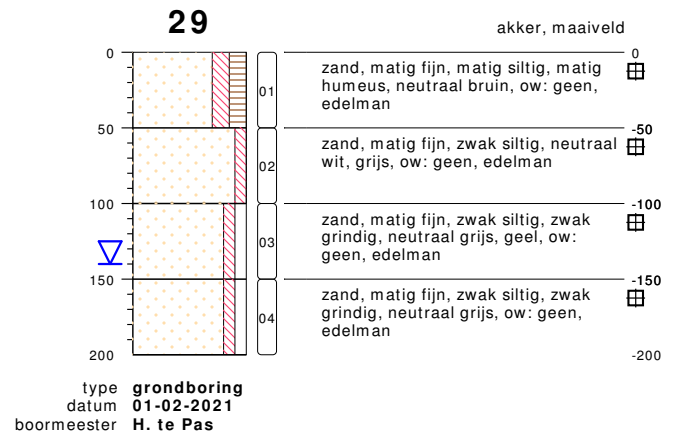 29
akker, maaiveld
0
0
01
zand, matig fijn, matig siltig, matig
humeus, neutraal bruin, ow: geen,
edelman
50
-50
02
zand, matig fijn, zwak siltig, neutraal
wit, grijs, ow: geen, edelman
100
-100
03
zand, matig fijn, zwak siltig, zwak
grindig, neutraal grijs, geel, ow:
geen, edelman
150
-150
04
zand, matig fijn, zwak siltig, zwak
grindig, neutraal grijs, ow: geen,
edelman
200
-200
type grondboring
datum 01-02-2021
boormeester H. te Pas